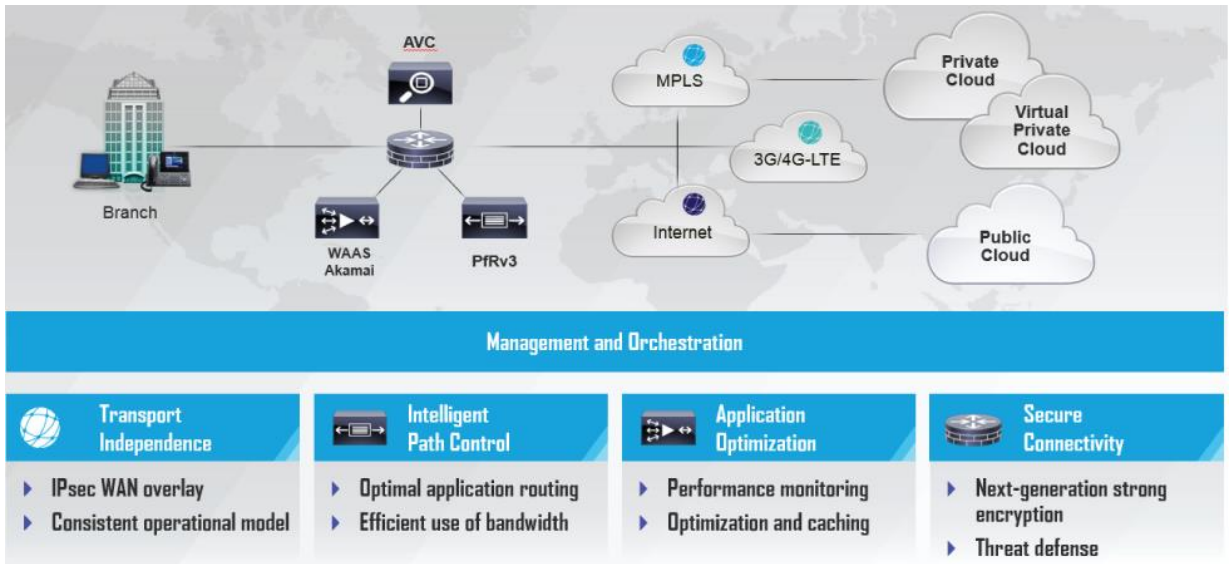 AVC
MPLS
Private
Cloud
Virtual
Private
Cloud
3G/4G-LTE
Branch
Internet
WAAS
Akamai
PfRv3
Public
Cloud
Management and Orchestration
Transport
Independence
IPsec WAN overlay
Consistent operational model
Intelligent
Path Control
Optimal application routing
Efficient use of bandwidth
Application
Optimization
Performance monitoring
Optimization and caching
Secure
Connectivity
Next-generation strong
encryption
Threat defense